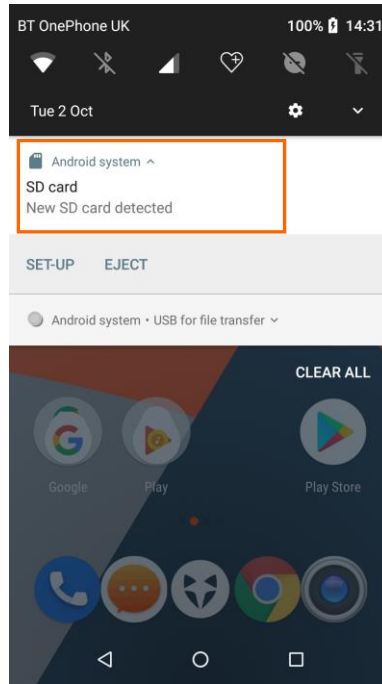 BT OnePhone UK 100% 14:31
Tue 2 Oct
Android system
SD card
New SD card detected
SET-UP EJECT
Android system • USB for file transfer
CLEAR ALL
Google Play Play Store